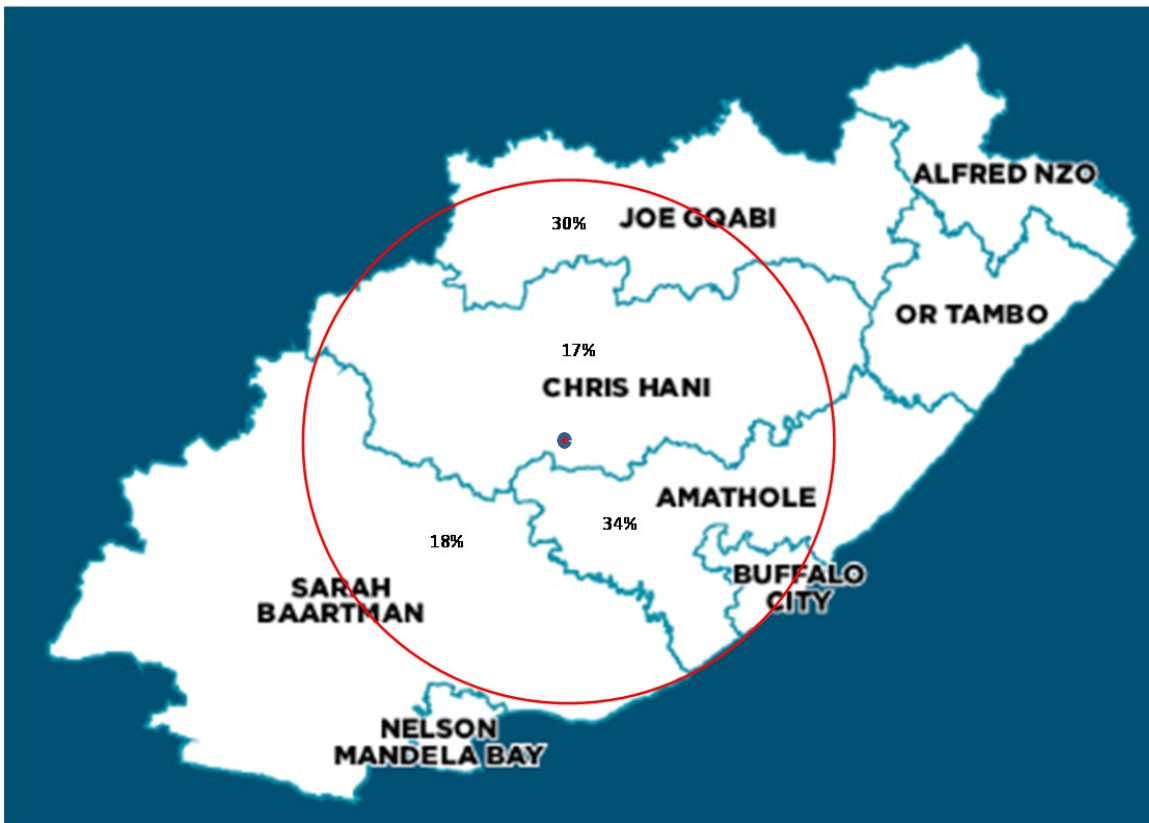 ALFRED NZO
JOE GQABI
30%
OR TAMBO
17%
CHRIS HANI
AMATHOLE
34%
18%
BUFFALO
CITY
SARAH
BAARTMAN
NELSON
MANDELA BAY